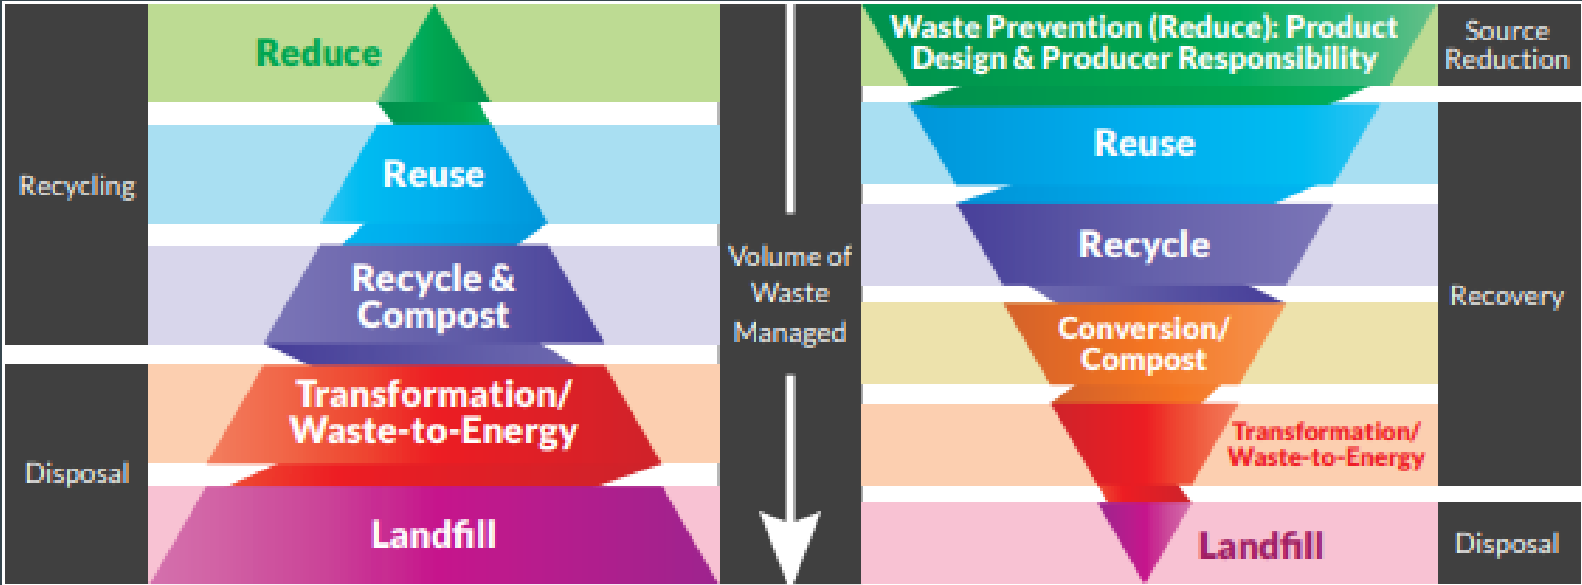 Recycling
Disposal
Reduce
Reuse
Recycle &
Compost
Transformation/
Waste-to-Energy
Landfill
Volume of
Waste
Managed
Waste Prevention (Reduce): Product
Design & Producer Responsibility
Reuse
Recycle
Conversion/
Compost
Transformation/
Waste-to-Energy
Landfill
Source
Reduction
Recovery
Disposal